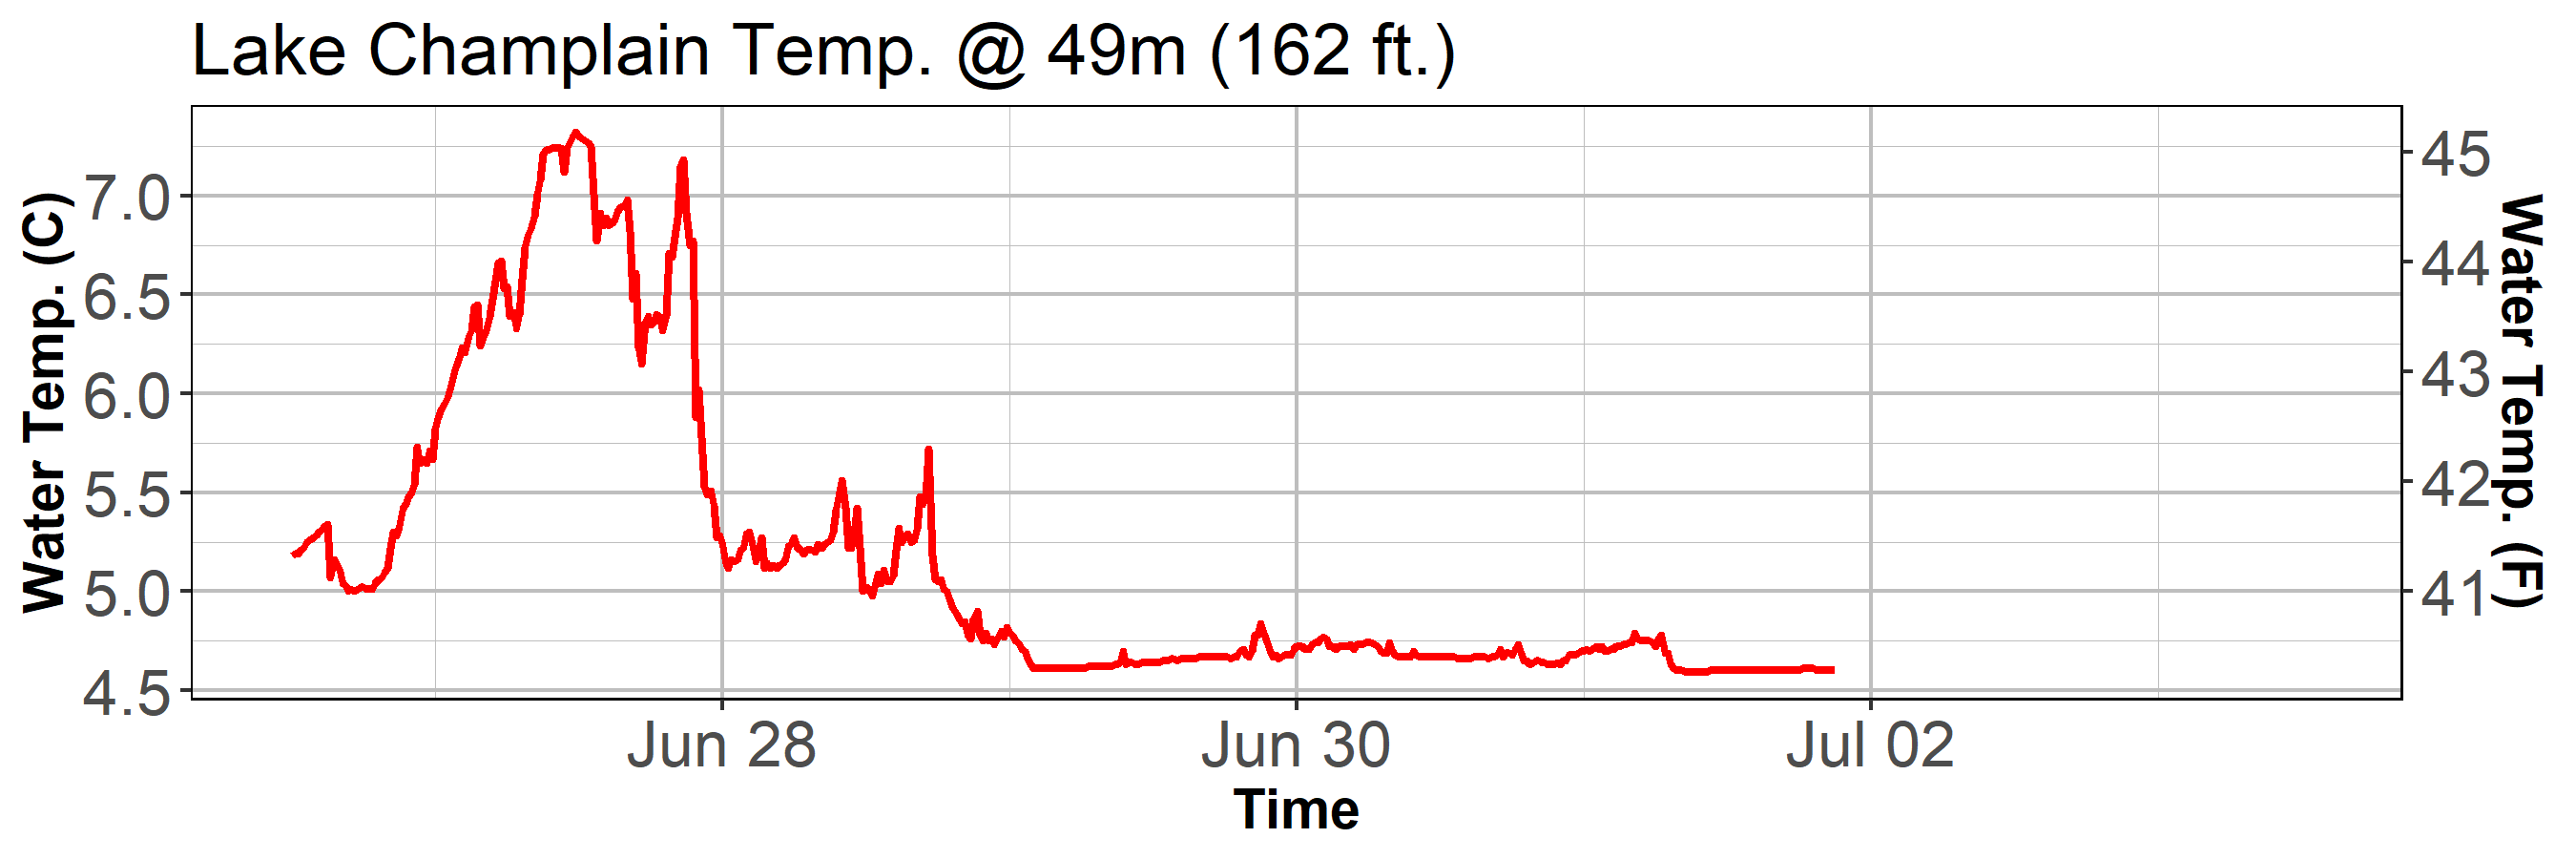 Lake Champlain Temp. @ 49m (162 ft.)
Water Temp. (C)
7.0
6.5
6.0
5.5
5.0
4.5
45
44
43
42
41
Water Temp. (F)
Jun 28
Jun 30
Jul 02
Time